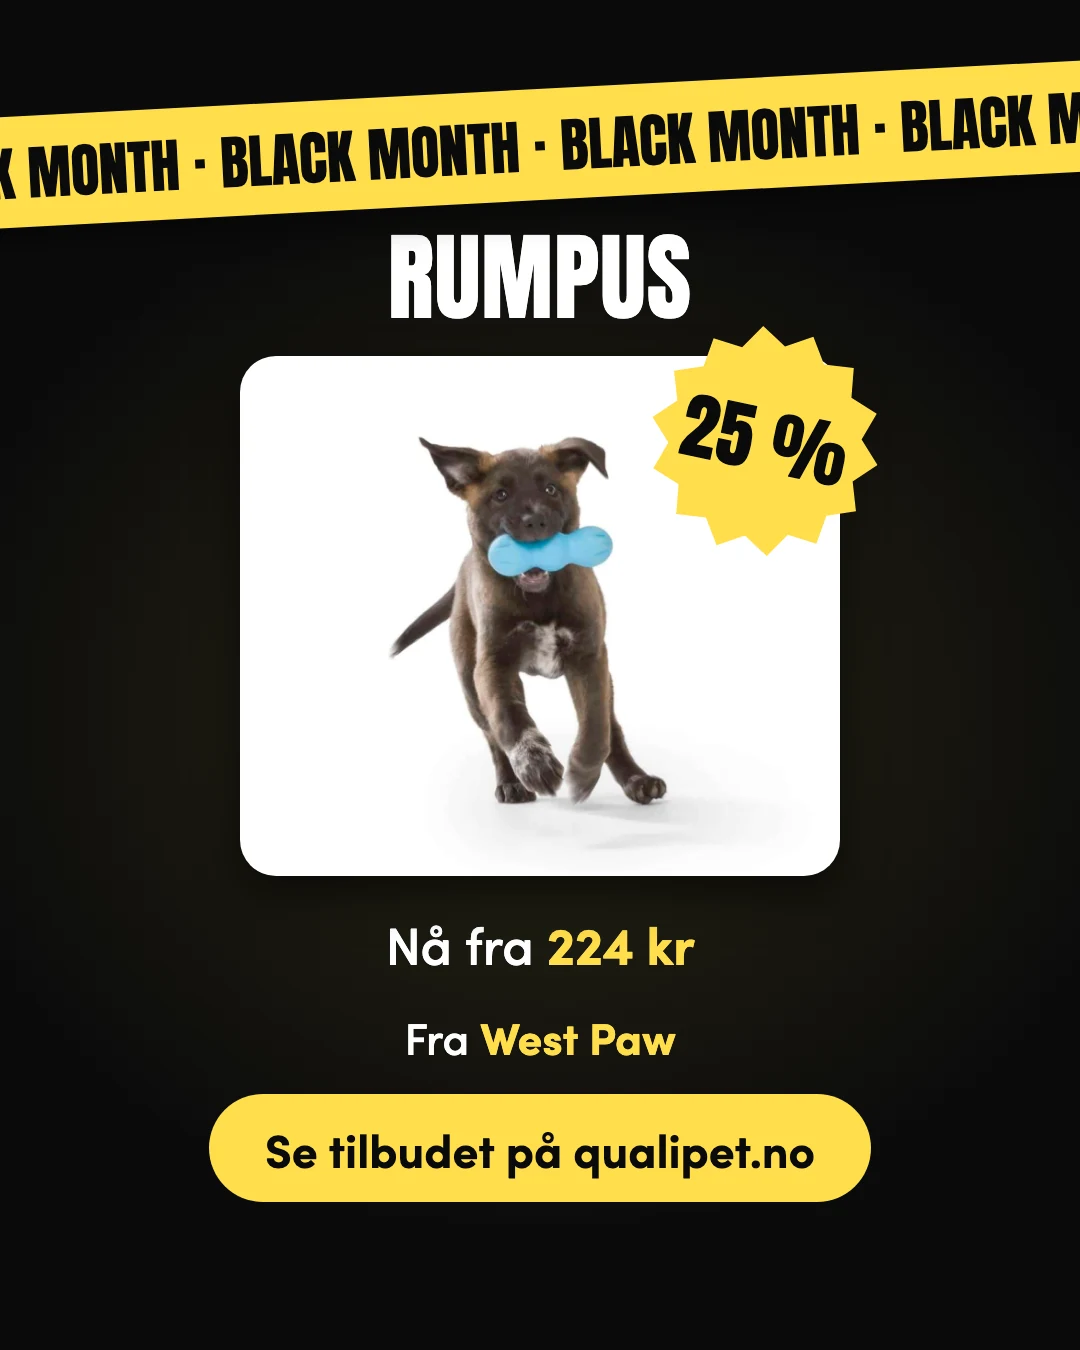 K MONTH · BLACK MONTH · BLACK MONTH · BLACK M
RUMPUS
25 %
Nå fra 224 kr
Fra West Paw
Se tilbudet på qualipet.no